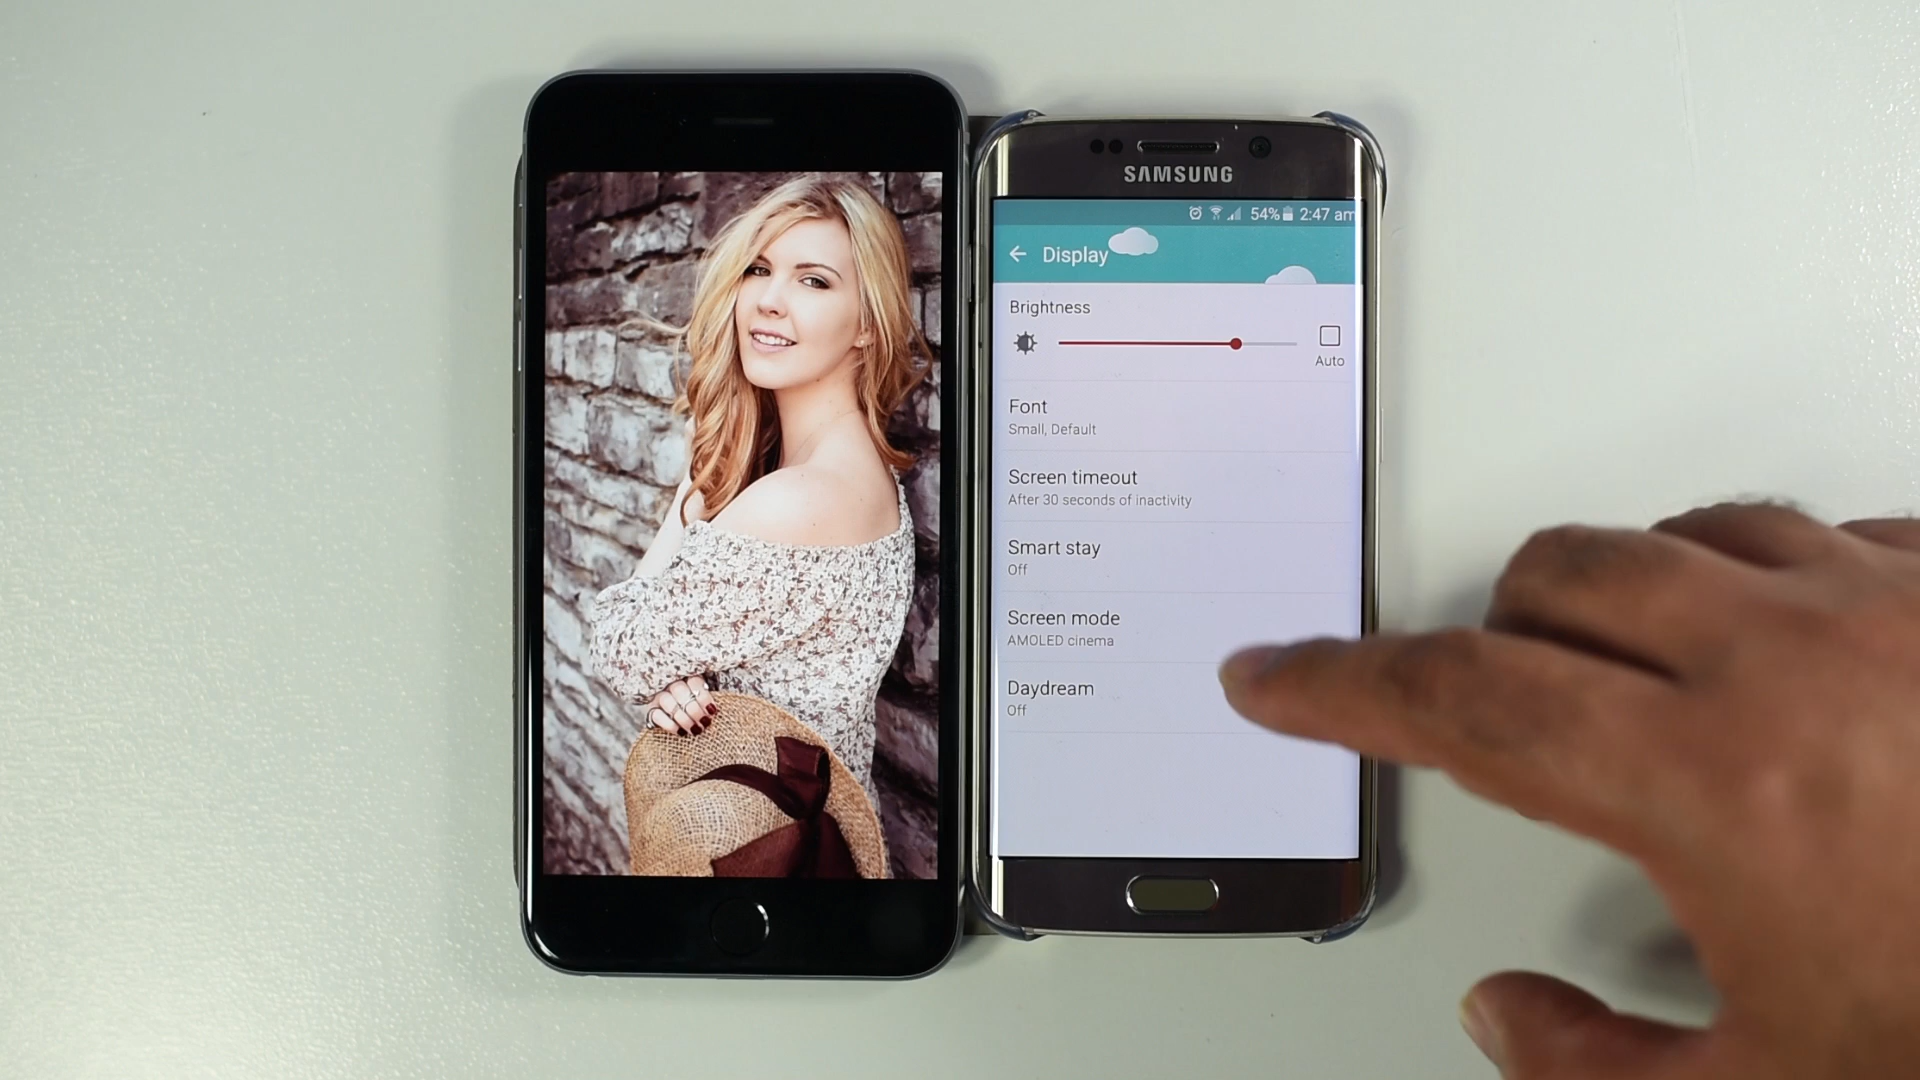 SAMSUNG
54% 2:47 am
Display
Brightness
Auto
Font
Small, Default
Screen timeout
After 30 seconds of inactivity
Smart stay
Off
Screen mode
AMOLED cinema
Daydream
Off